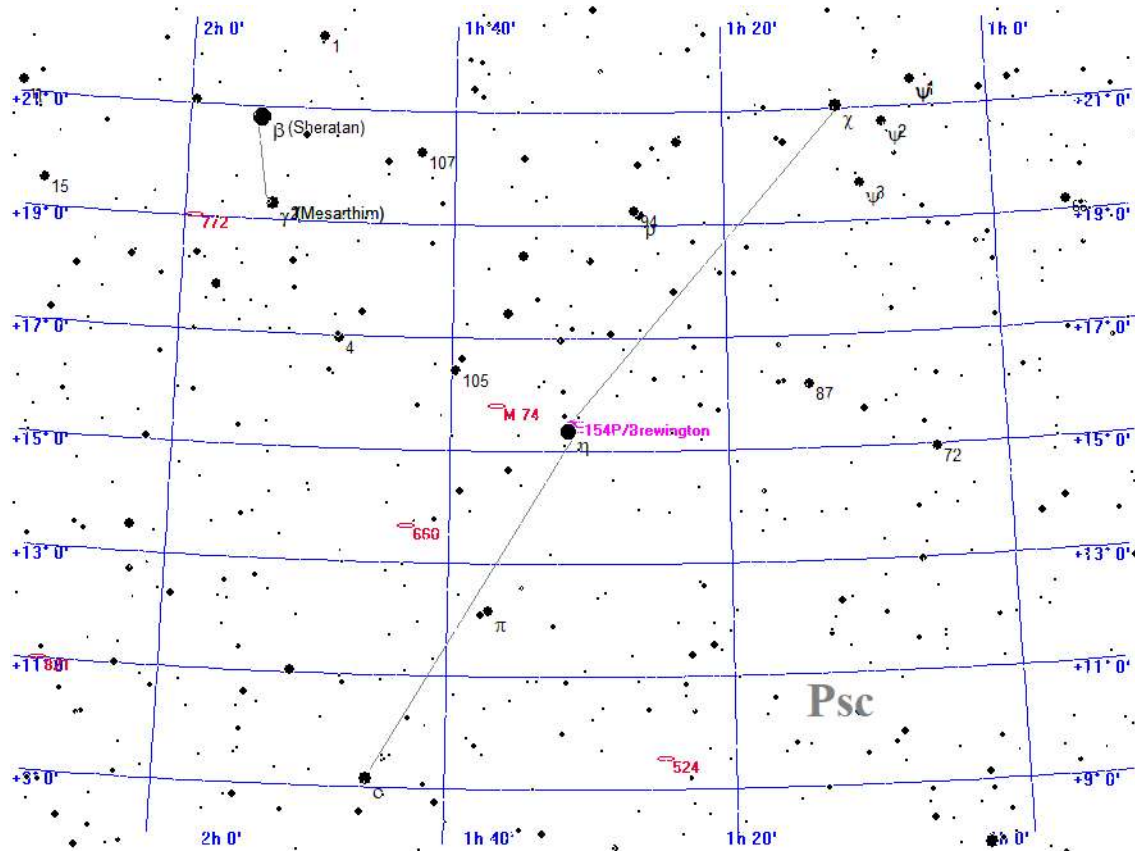 2h 0' 1h 40' 1h 20' 1h 0'
1
+21° 0' +21° 0'
ψ1
β (Sheratan) χ ψ2
107
15 ψ3
γ2 (Mesarthim) 94
772 ρ
+19° 0' +19° 0'
+17° 0' +17° 0'
4
105 87
M 74
154P/Brewington
+15° 0' η 72 +15° 0'
660
+13° 0' +13° 0'
π
+11° 0' +11° 0'
Psc
524
+9° 0' ο +9° 0'
2h 0' 1h 40' 1h 20' 1h 0'